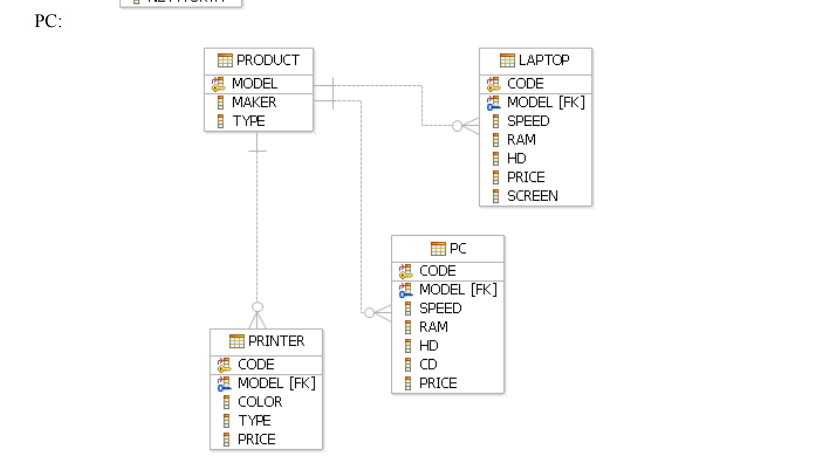 PC:
PRODUCT
MODEL
MAKER
TYPE
LAPTOP
CODE
MODEL [FK]
SPEED
RAM
HD
PRICE
SCREEN
PC
CODE
MODEL [FK]
SPEED
RAM
HD
CD
PRICE
PRINTER
CODE
MODEL [FK]
COLOR
TYPE
PRICE